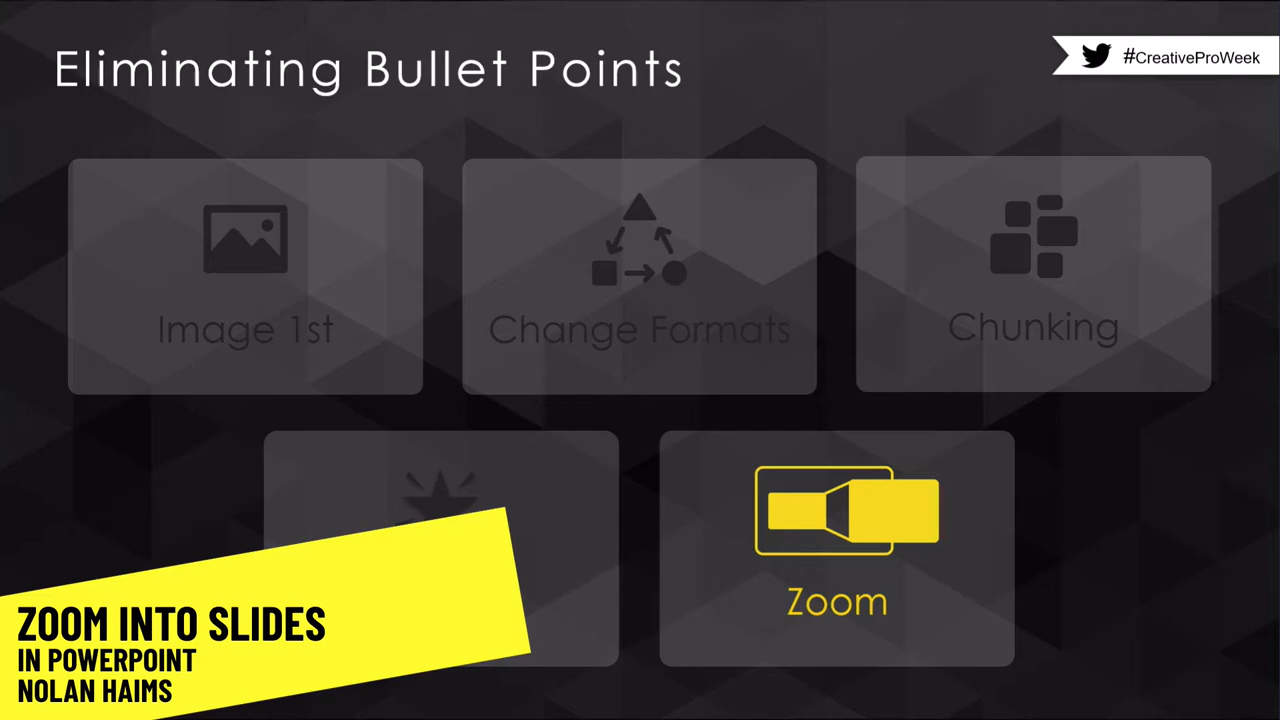 Eliminating Bullet Points
#CreativeProWeek
Image 1st
Change Formats
Chunking
Zoom
ZOOM INTO SLIDES
IN POWERPOINT
NOLAN HAIMS